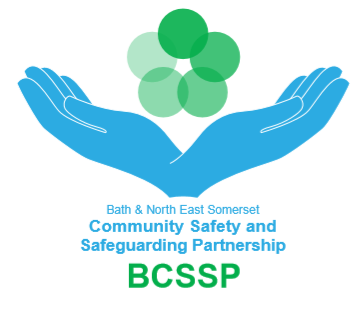 Bath & North East Somerset
Community Safety and
Safeguarding Partnership
BCSSP